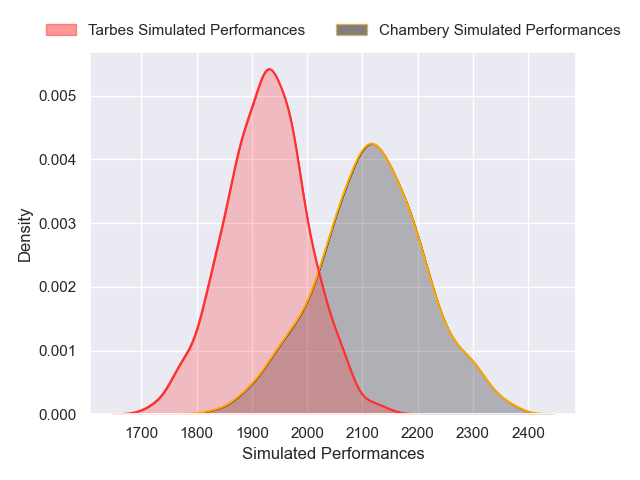 Tarbes Simulated Performances Chambery Simulated Performances
0.005
0.004
0.003
0.002
0.001
0.000
Density
1700 1800 1900 2000 2100 2200 2300 2400
Simulated Performances